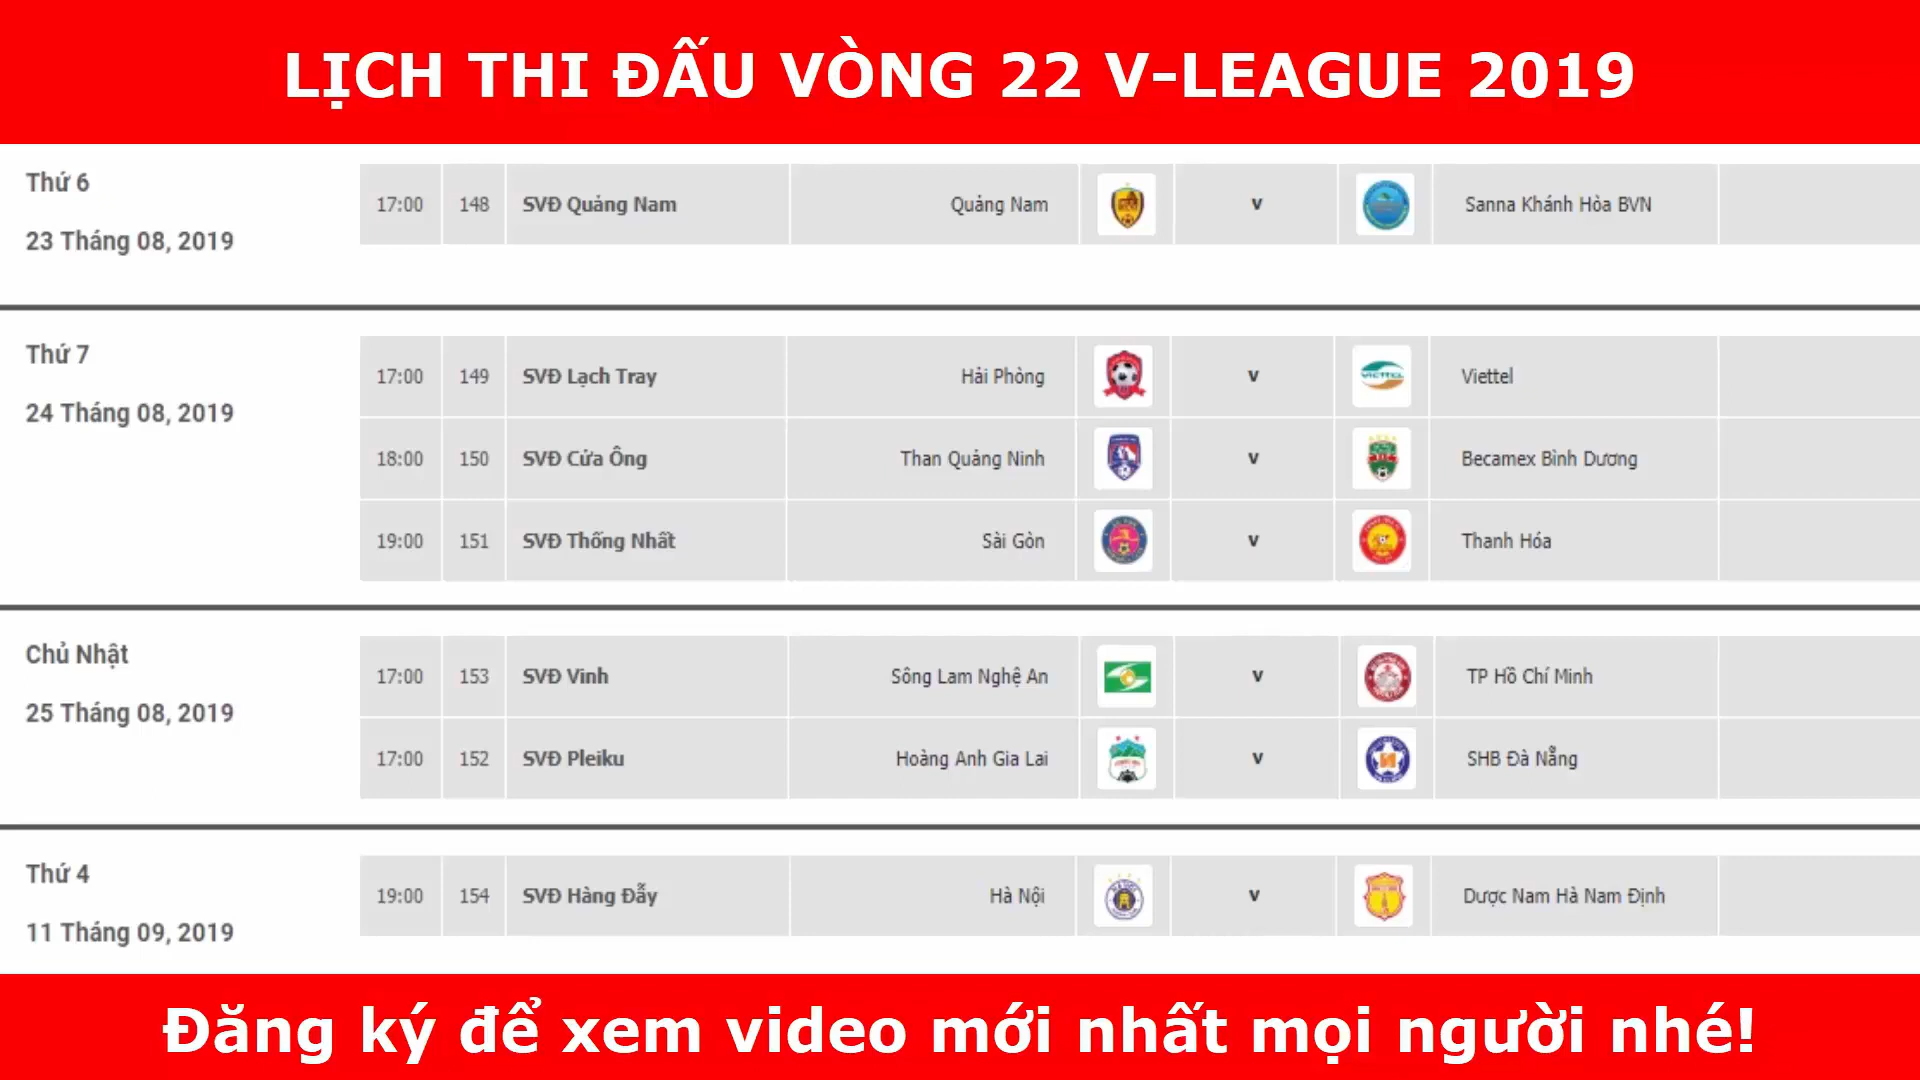 LỊCH THI ĐẤU VÒNG 22 V-LEAGUE 2019
Thứ 6
23 Tháng 08, 2019
17:00 148 SVĐ Quảng Nam Quảng Nam v Sanna Khánh Hòa BVN
Thứ 7
24 Tháng 08, 2019
17:00 149 SVĐ Lạch Tray Hải Phòng v Viettel
18:00 150 SVĐ Cửa Ông Than Quảng Ninh v Becamex Bình Dương
19:00 151 SVĐ Thống Nhất Sài Gòn v Thanh Hóa
Chủ Nhật
25 Tháng 08, 2019
17:00 153 SVĐ Vinh Sông Lam Nghệ An v TP Hồ Chí Minh
17:00 152 SVĐ Pleiku Hoàng Anh Gia Lai v SHB Đà Nẵng
Thứ 4
11 Tháng 09, 2019
19:00 154 SVĐ Hàng Đẫy Hà Nội v Dược Nam Hà Nam Định
Đăng ký để xem video mới nhất mọi người nhé!